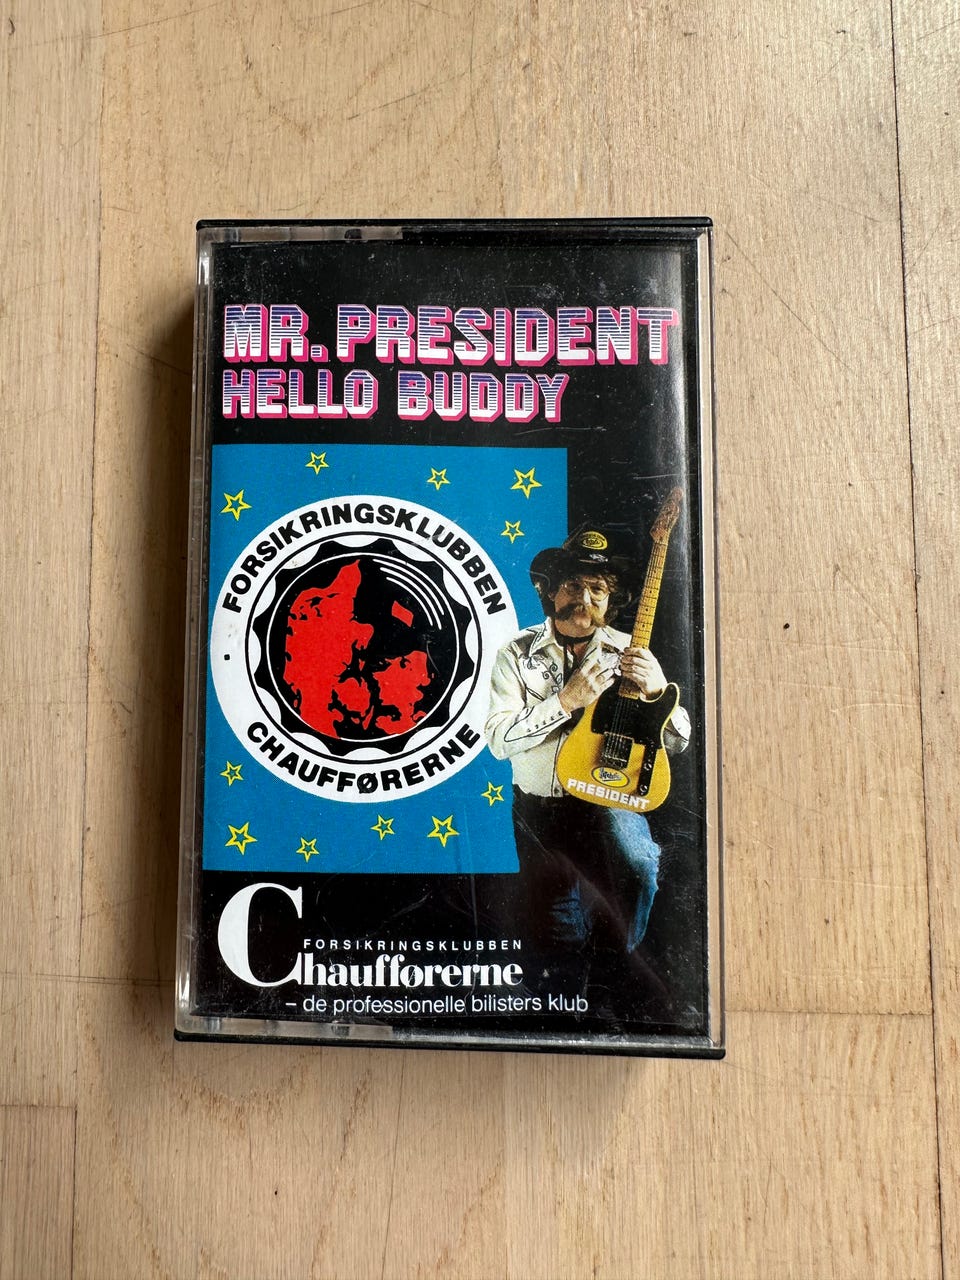 MR. PRESIDENT
HELLO BUDDY
FORSIKRINGSKLUBBEN
CHAUFFØRERNE
PRESIDENT
FORSIKRINGSKLUBBEN
Chaufførerne
– de professionelle bilisters klub